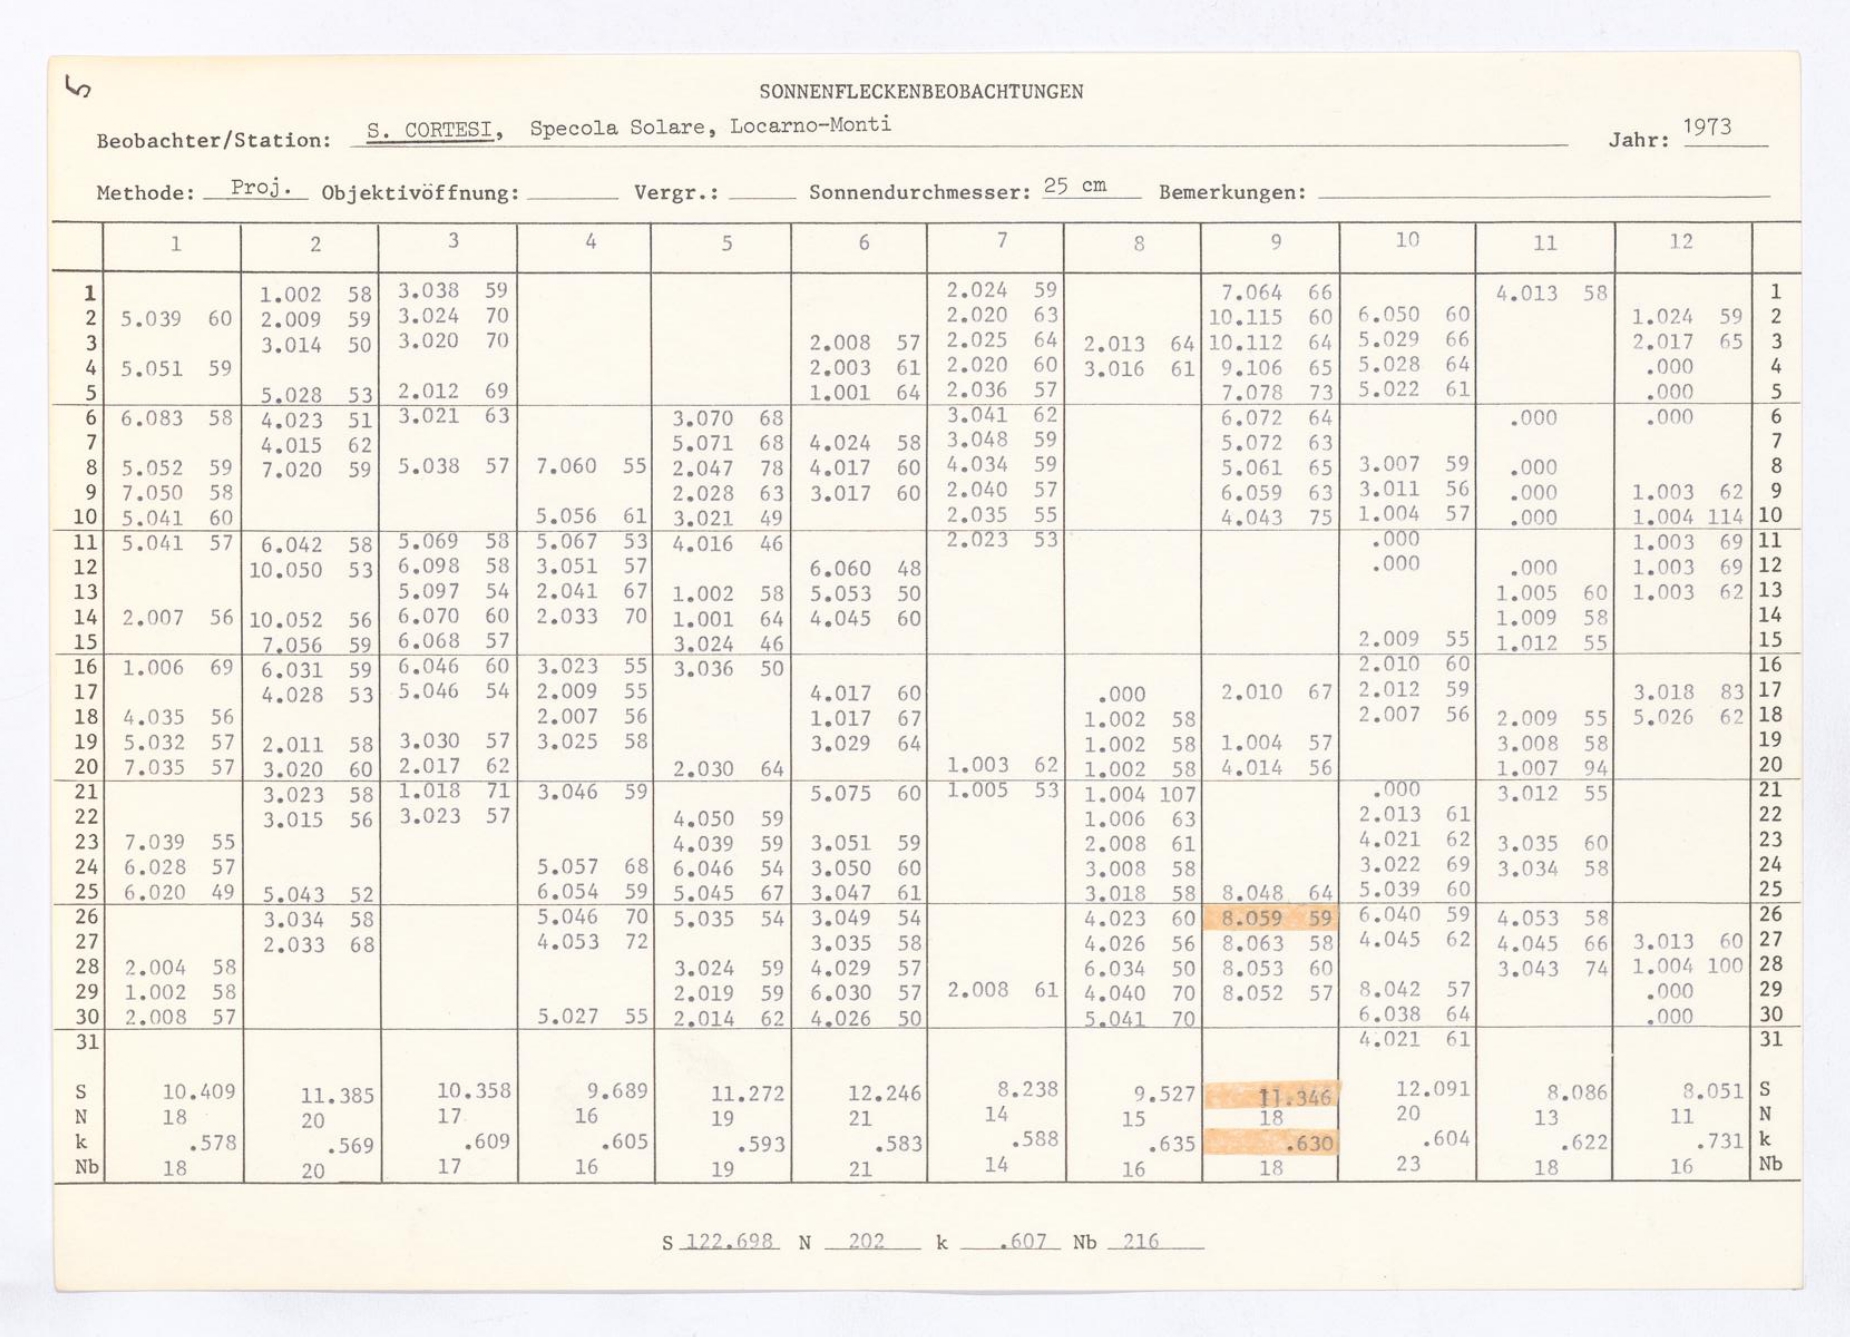 5
SONNENFLECKENBEOBACHTUNGEN
Beobachter/Station: S. CORTESI, Specola Solare, Locarno-Monti Jahr: 1973
Methode: Proj. Objektivöffnung: Vergr.: Sonnendurchmesser: 25 cm Bemerkungen:
1 2 3 4 5 6 7 8 9 10 11 12
1 1.002 58 3.038 59 2.024 59 7.064 66 4.013 58 1
2 5.039 60 2.009 59 3.024 70 2.020 63 10.115 60 6.050 60 1.024 59 2
3 3.014 50 3.020 70 2.008 57 2.025 64 2.013 64 10.112 64 5.029 66 2.017 65 3
4 5.051 59 2.003 61 2.020 60 3.016 61 9.106 65 5.028 64 .000 4
5 5.028 53 2.012 69 1.001 64 2.036 57 7.078 73 5.022 61 .000 5
6 6.083 58 4.023 51 3.021 63 3.070 68 3.041 62 6.072 64 .000 .000 6
7 4.015 62 5.071 68 4.024 58 3.048 59 5.072 63 7
8 5.052 59 7.020 59 5.038 57 7.060 55 2.047 78 4.017 60 4.034 59 5.061 65 3.007 59 .000 8
9 7.050 58 2.028 63 3.017 60 2.040 57 6.059 63 3.011 56 .000 1.003 62 9
10 5.041 60 5.056 61 3.021 49 2.035 55 4.043 75 1.004 57 .000 1.004 114 10
11 5.041 57 6.042 58 5.069 58 5.067 53 4.016 46 2.023 53 .000 1.003 69 11
12 10.050 53 6.098 58 3.051 57 6.060 48 .000 .000 1.003 69 12
13 5.097 54 2.041 67 1.002 58 5.053 50 1.005 60 1.003 62 13
14 2.007 56 10.052 56 6.070 60 2.033 70 1.001 64 4.045 60 1.009 58 14
15 7.056 59 6.068 57 3.024 46 2.009 55 1.012 55 15
16 1.006 69 6.031 59 6.046 60 3.023 55 3.036 50 2.010 60 16
17 4.028 53 5.046 54 2.009 55 4.017 60 .000 2.010 67 2.012 59 3.018 83 17
18 4.035 56 2.007 56 1.017 67 1.002 58 2.007 56 2.009 55 5.026 62 18
19 5.032 57 2.011 58 3.030 57 3.025 58 3.029 64 1.002 58 1.004 57 3.008 58 19
20 7.035 57 3.020 60 2.017 62 2.030 64 1.003 62 1.002 58 4.014 56 1.007 94 20
21 3.023 58 1.018 71 3.046 59 5.075 60 1.005 53 1.004 107 .000 3.012 55 21
22 3.015 56 3.023 57 4.050 59 1.006 63 2.013 61 22
23 7.039 55 4.039 59 3.051 59 2.008 61 4.021 62 3.035 60 23
24 6.028 57 5.057 68 6.046 54 3.050 60 3.008 58 3.022 69 3.034 58 24
25 6.020 49 5.043 52 6.054 59 5.045 67 3.047 61 3.018 58 8.048 64 5.039 60 25
26 3.034 58 5.046 70 5.035 54 3.049 54 4.023 60 8.059 59 6.040 59 4.053 58 26
27 2.033 68 4.053 72 3.035 58 4.026 56 8.063 58 4.045 62 4.045 66 3.013 60 27
28 2.004 58 3.024 59 4.029 57 6.034 50 8.053 60 3.043 74 1.004 100 28
29 1.002 58 2.019 59 6.030 57 2.008 61 4.040 70 8.052 57 8.042 57 .000 29
30 2.008 57 5.027 55 2.014 62 4.026 50 5.041 70 6.038 64 .000 30
31 4.021 61 31
S 10.409 11.385 10.358 9.689 11.272 12.246 8.238 9.527 11.346 12.091 8.086 8.051 S
N 18 20 17 16 19 21 14 15 18 20 13 11 N
k .578 .569 .609 .605 .593 .583 .588 .635 .630 .604 .622 .731 k
Nb 18 20 17 16 19 21 14 16 18 23 18 16 Nb
S 122.698 N 202 k .607 Nb 216